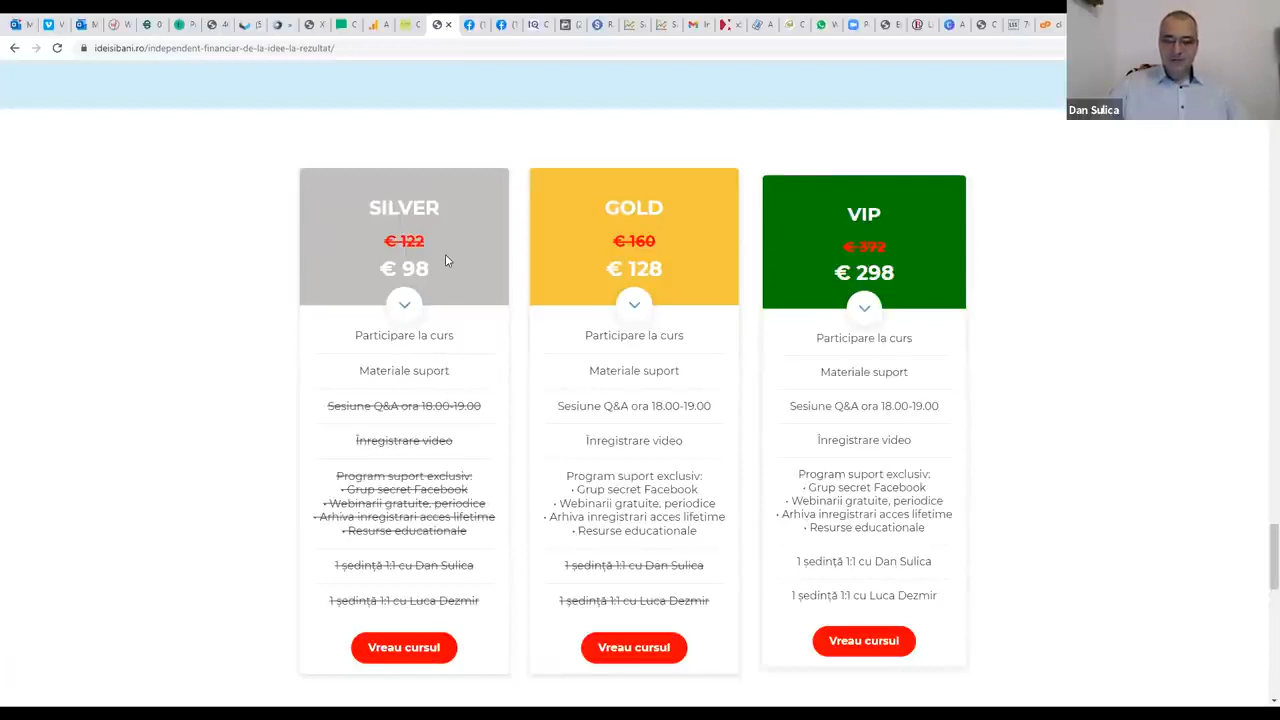 ideisibani.ro/independent-financiar-de-la-idee-la-rezultat/
Dan Sulica
SILVER
€ 122
€ 98
Participare la curs
Materiale suport
Sesiune Q&A ora 18.00-19.00
Înregistrare video
Program suport exclusiv:
• Grup secret Facebook
• Webinarii gratuite, periodice
• Arhiva inregistrari acces lifetime
• Resurse educationale
1 ședință 1:1 cu Dan Sulica
1 ședință 1:1 cu Luca Dezmir
Vreau cursul
GOLD
€ 160
€ 128
Participare la curs
Materiale suport
Sesiune Q&A ora 18.00-19.00
Înregistrare video
Program suport exclusiv:
• Grup secret Facebook
• Webinarii gratuite, periodice
• Arhiva inregistrari acces lifetime
• Resurse educationale
1 ședință 1:1 cu Dan Sulica
1 ședință 1:1 cu Luca Dezmir
Vreau cursul
VIP
€ 372
€ 298
Participare la curs
Materiale suport
Sesiune Q&A ora 18.00-19.00
Înregistrare video
Program suport exclusiv:
• Grup secret Facebook
• Webinarii gratuite, periodice
• Arhiva inregistrari acces lifetime
• Resurse educationale
1 ședință 1:1 cu Dan Sulica
1 ședință 1:1 cu Luca Dezmir
Vreau cursul